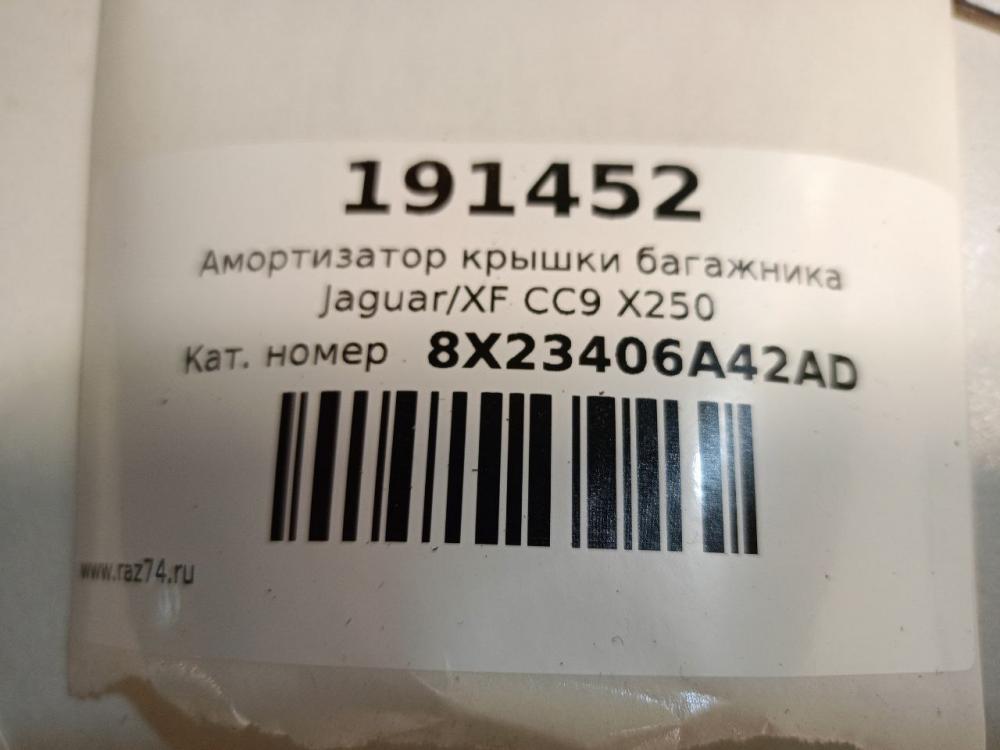 191452
Амортизатор крышки багажника
Jaguar/XF CC9 X250
Кат. номер 8X23406A42AD
www.raz74.ru